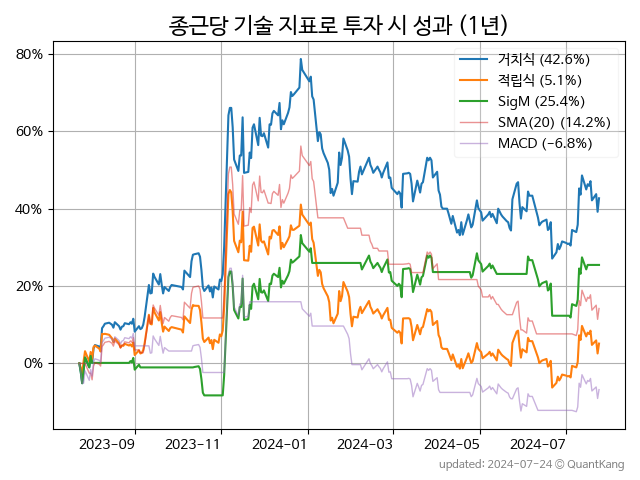 종근당 기술 지표로 투자 시 성과 (1년)
80%
60%
40%
20%
0%
거치식 (42.6%)
적립식 (5.1%)
SigM (25.4%)
SMA(20) (14.2%)
MACD (−6.8%)
2023-09
2023-11
2024-01
2024-03
2024-05
2024-07
updated: 2024-07-24 © QuantKang